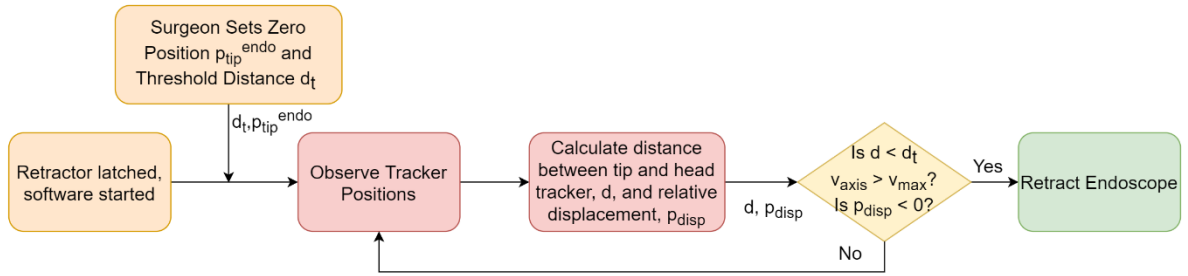 Surgeon Sets Zero
Position p_tip^endo and
Threshold Distance d_t
d_t,p_tip^endo
Retractor latched,
software started
Observe Tracker
Positions
Calculate distance
between tip and head
tracker, d, and relative
displacement, p_disp
d, p_disp
Is d < d_t
v_axis > v_max?
Is p_disp < 0?
Yes
Retract Endoscope
No